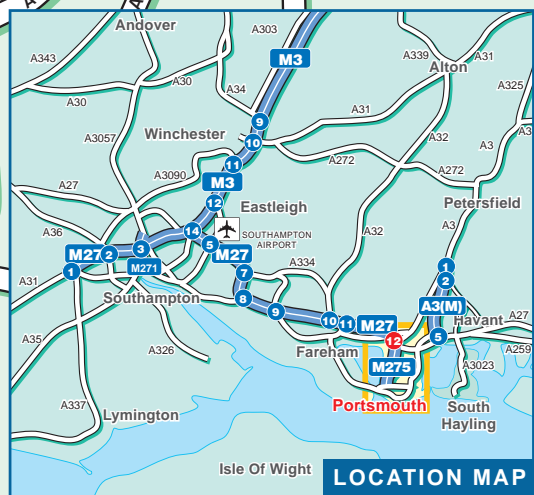 Andover
A303
A343
A30
A30
A34
M3
A339
Alton
A31
A325
A3057
9
Winchester
10
A31
A32
A3
A3
11
A272
A272
A3090
M3
A27
12
Eastleigh
Petersfield
A36
14
SOUTHAMPTON
AIRPORT
A32
A3
M27
2
3
5
M27
1
M271
7
A334
1
2
A31
Southampton
8
9
10
11
M27
A3(M)
Havant
A27
A35
A326
Fareham
12
5
A259
M275
A3023
A337
Lymington
Portsmouth
South
Hayling
Isle Of Wight
LOCATION MAP